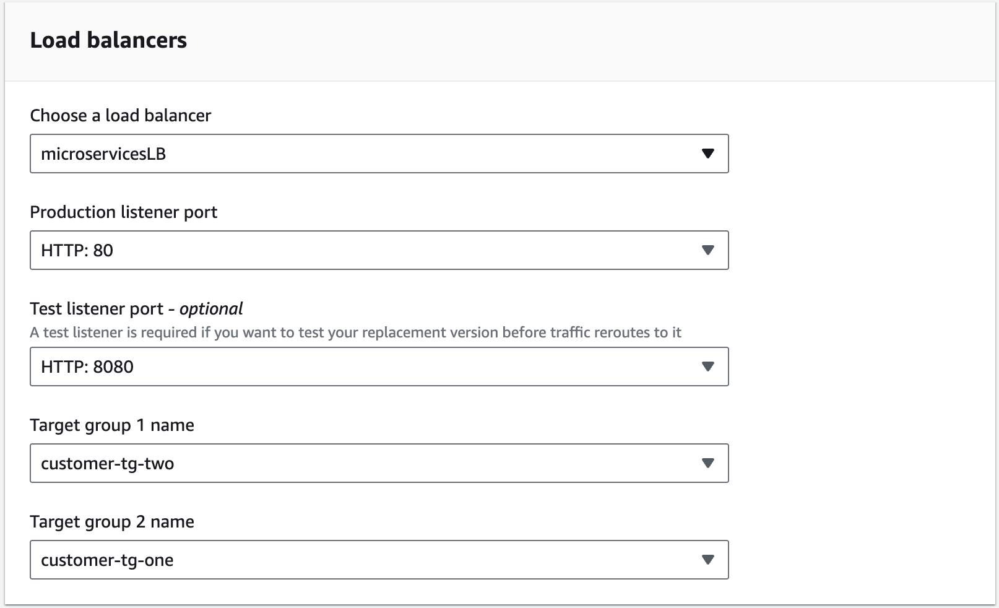 Load balancers
Choose a load balancer
microservicesLB
Production listener port
HTTP: 80
Test listener port - optional
A test listener is required if you want to test your replacement version before traffic reroutes to it
HTTP: 8080
Target group 1 name
customer-tg-two
Target group 2 name
customer-tg-one